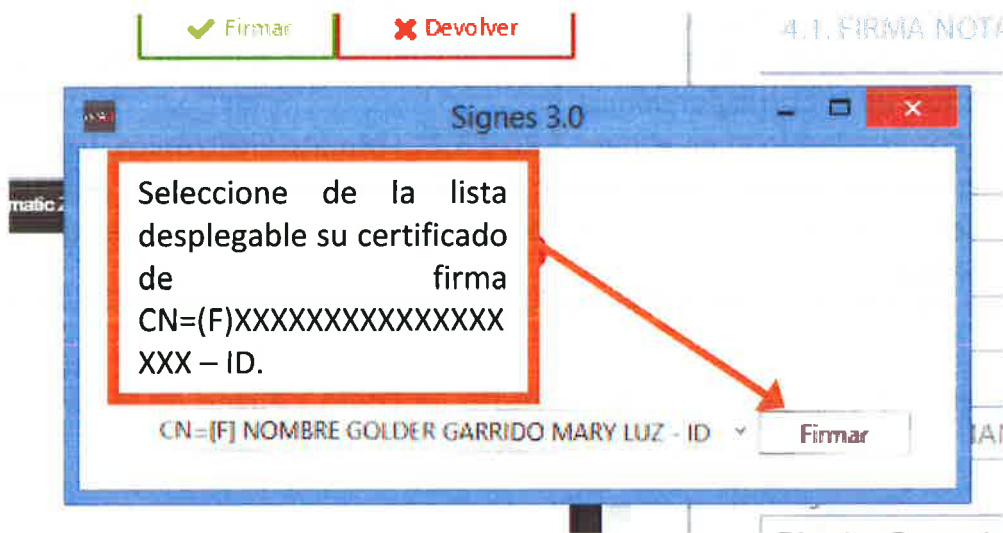 Firmar
Devolver
4.1. FIRMA NOTA
Signes 3.0
matic
Seleccione de la lista
desplegable su certificado
de firma
CN=(F)XXXXXXXXXXXXXXX
XXX – ID.
CN=[F] NOMBRE GOLDER GARRIDO MARY LUZ - ID
Firmar